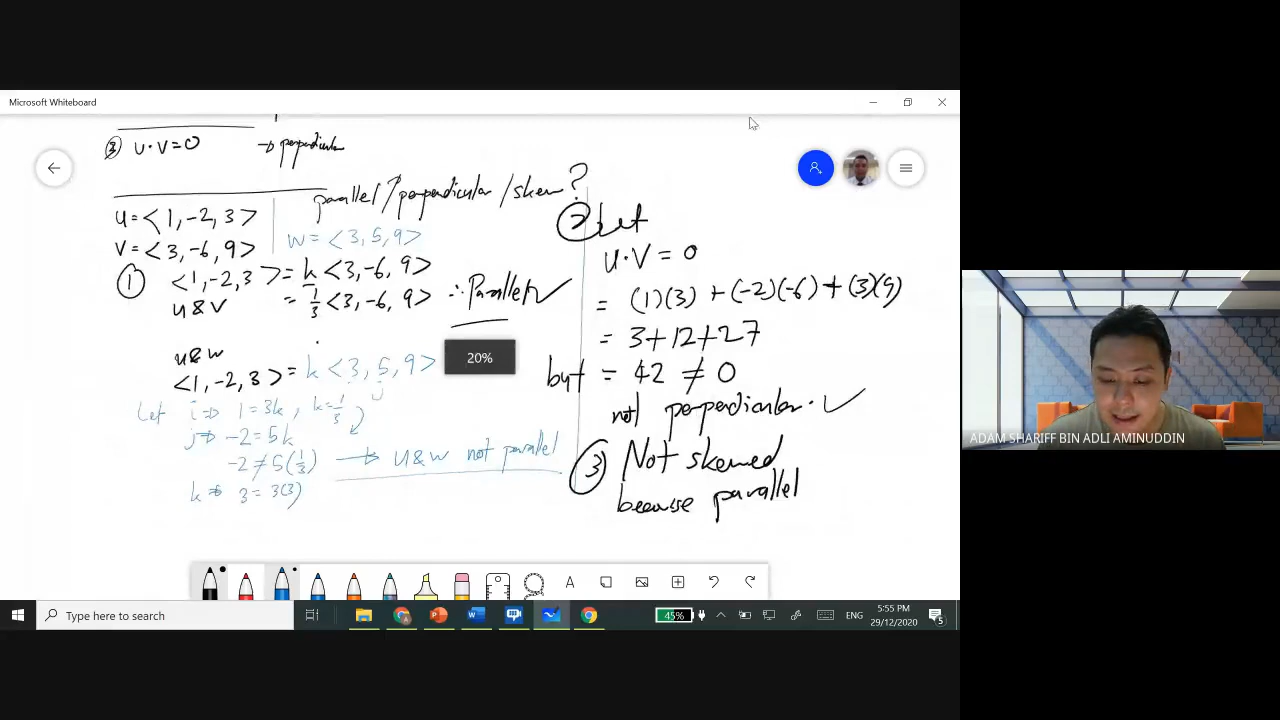 Microsoft Whiteboard
③ u·v=0 → perpendicular
parallel/perpendicular/skew?
u = <1, -2, 3>
v = <3, -6, 9>
w = <3, 5, 9>
① <1, -2, 3> = k <3, -6, 9>
u & v = 1/3 <3, -6, 9> ∴ Parallel ✓
u & w
<1, -2, 3> = k <3, 5, 9>
20%
Let i ⇒ 1 = 3k, k = 1/3
j
j ⇒ -2 = 5k
-2 ≠ 5(1/3) → u & w not parallel
k ⇒ 3 = 3(3)
② Let
u·v = 0
= (1)(3) + (-2)(-6) + (3)(9)
= 3+12+27
but = 42 ≠ 0
not perpendicular. ✓
③ Not skewed
because parallel
ADAM SHARIFF BIN ADLI AMINUDDIN
A
Type here to search
45%
ENG
5:55 PM
29/12/2020
5